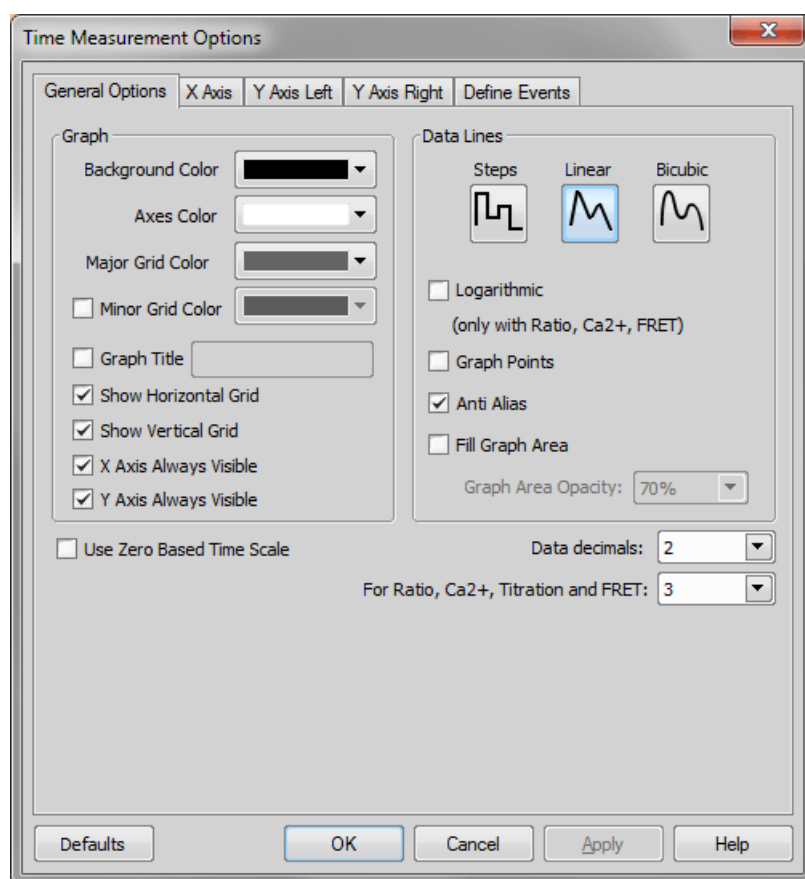 Time Measurement Options
General Options X Axis Y Axis Left Y Axis Right Define Events
Graph
Background Color
Axes Color
Major Grid Color
Minor Grid Color
Graph Title
Show Horizontal Grid
Show Vertical Grid
X Axis Always Visible
Y Axis Always Visible
Data Lines
Steps Linear Bicubic
Logarithmic
(only with Ratio, Ca2+, FRET)
Graph Points
Anti Alias
Fill Graph Area
Graph Area Opacity: 70%
Use Zero Based Time Scale
Data decimals: 2
For Ratio, Ca2+, Titration and FRET: 3
Defaults OK Cancel Apply Help